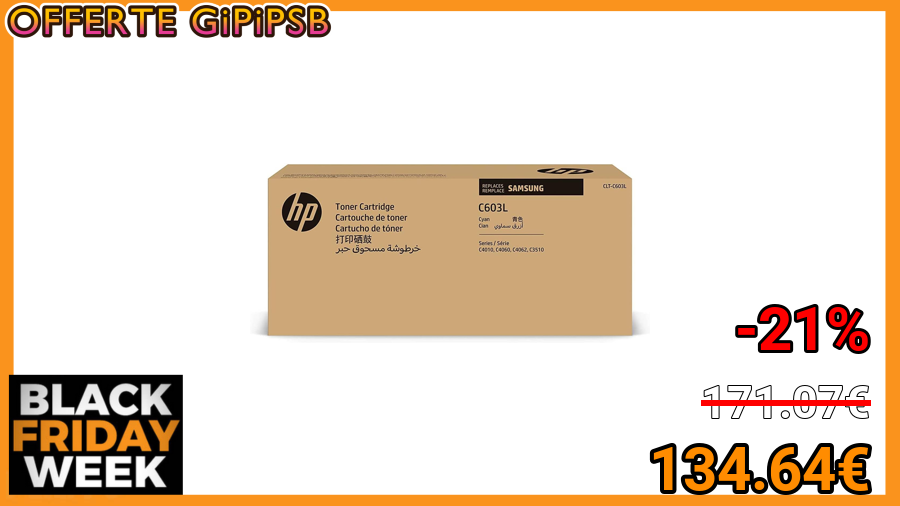 OFFERTE GiPiPSB
hp
Toner Cartridge
Cartouche de toner
Cartucho de tóner
打印硒鼓
خرطوشة مسحوق حبر
REPLACES
REMPLACE
SAMSUNG
CLT-C603L
C603L
Cyan 青色
Cian أزرق سماوي
Series / Série
C4010, C4060, C4062, C3510
-21%
171.07€
134.64€
BLACK
FRIDAY
WEEK